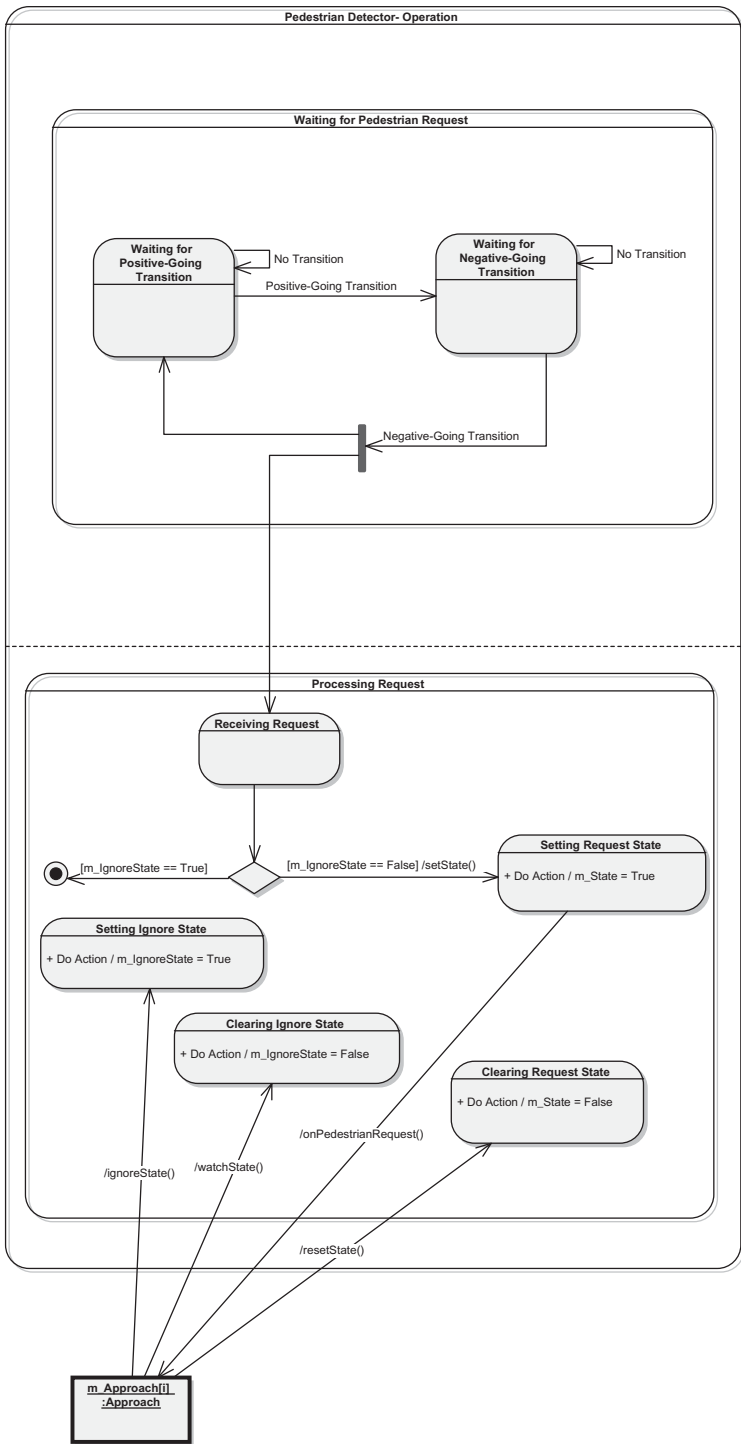 Pedestrian Detector- Operation
Waiting for Pedestrian Request
Waiting for
Positive-Going
Transition
No Transition
Waiting for
Negative-Going
Transition
No Transition
Positive-Going Transition
Negative-Going Transition
Processing Request
Receiving Request
[m_IgnoreState == True]
[m_IgnoreState == False] /setState()
Setting Request State
+ Do Action / m_State = True
Setting Ignore State
+ Do Action / m_IgnoreState = True
Clearing Ignore State
+ Do Action / m_IgnoreState = False
Clearing Request State
+ Do Action / m_State = False
/onPedestrianRequest()
/ignoreState()
/watchState()
/resetState()
m_Approach[i]
:Approach